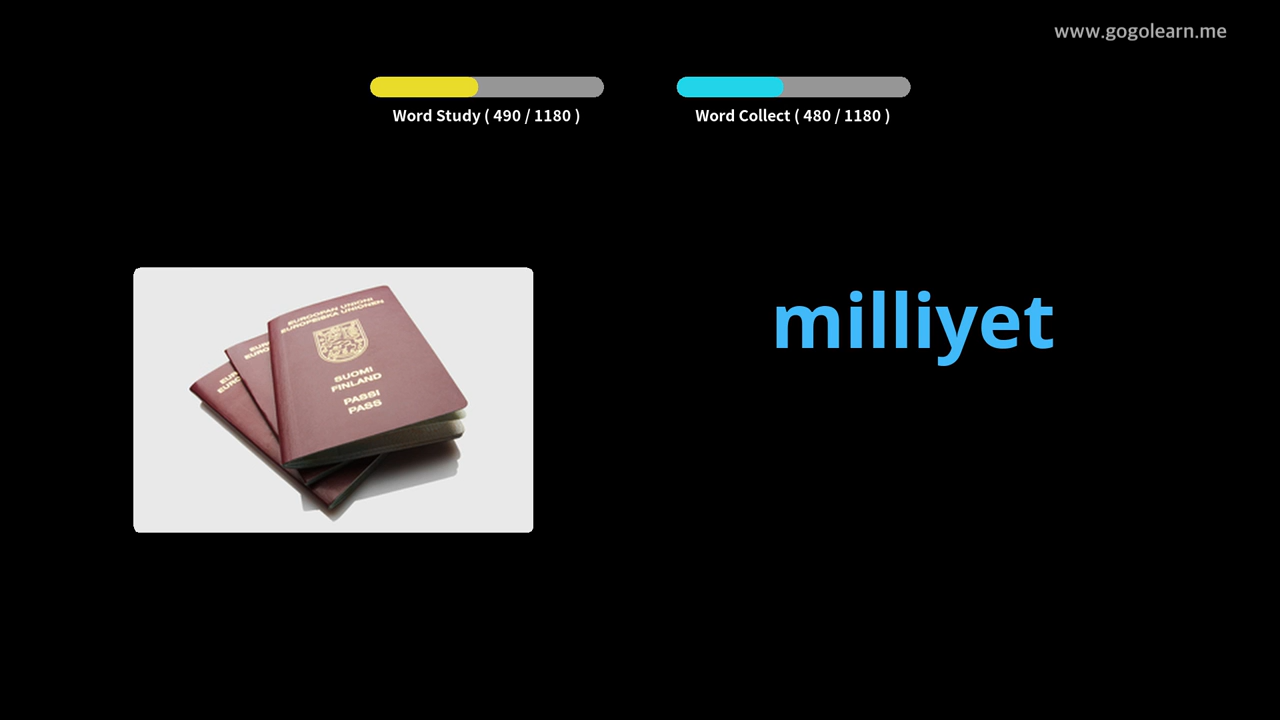 www.gogolearn.me
Word Study ( 490 / 1180 )
Word Collect ( 480 / 1180 )
milliyet
EUROOPAN UNIONI
EUROPEISKA UNIONEN
SUOMI
FINLAND
PASSI
PASS